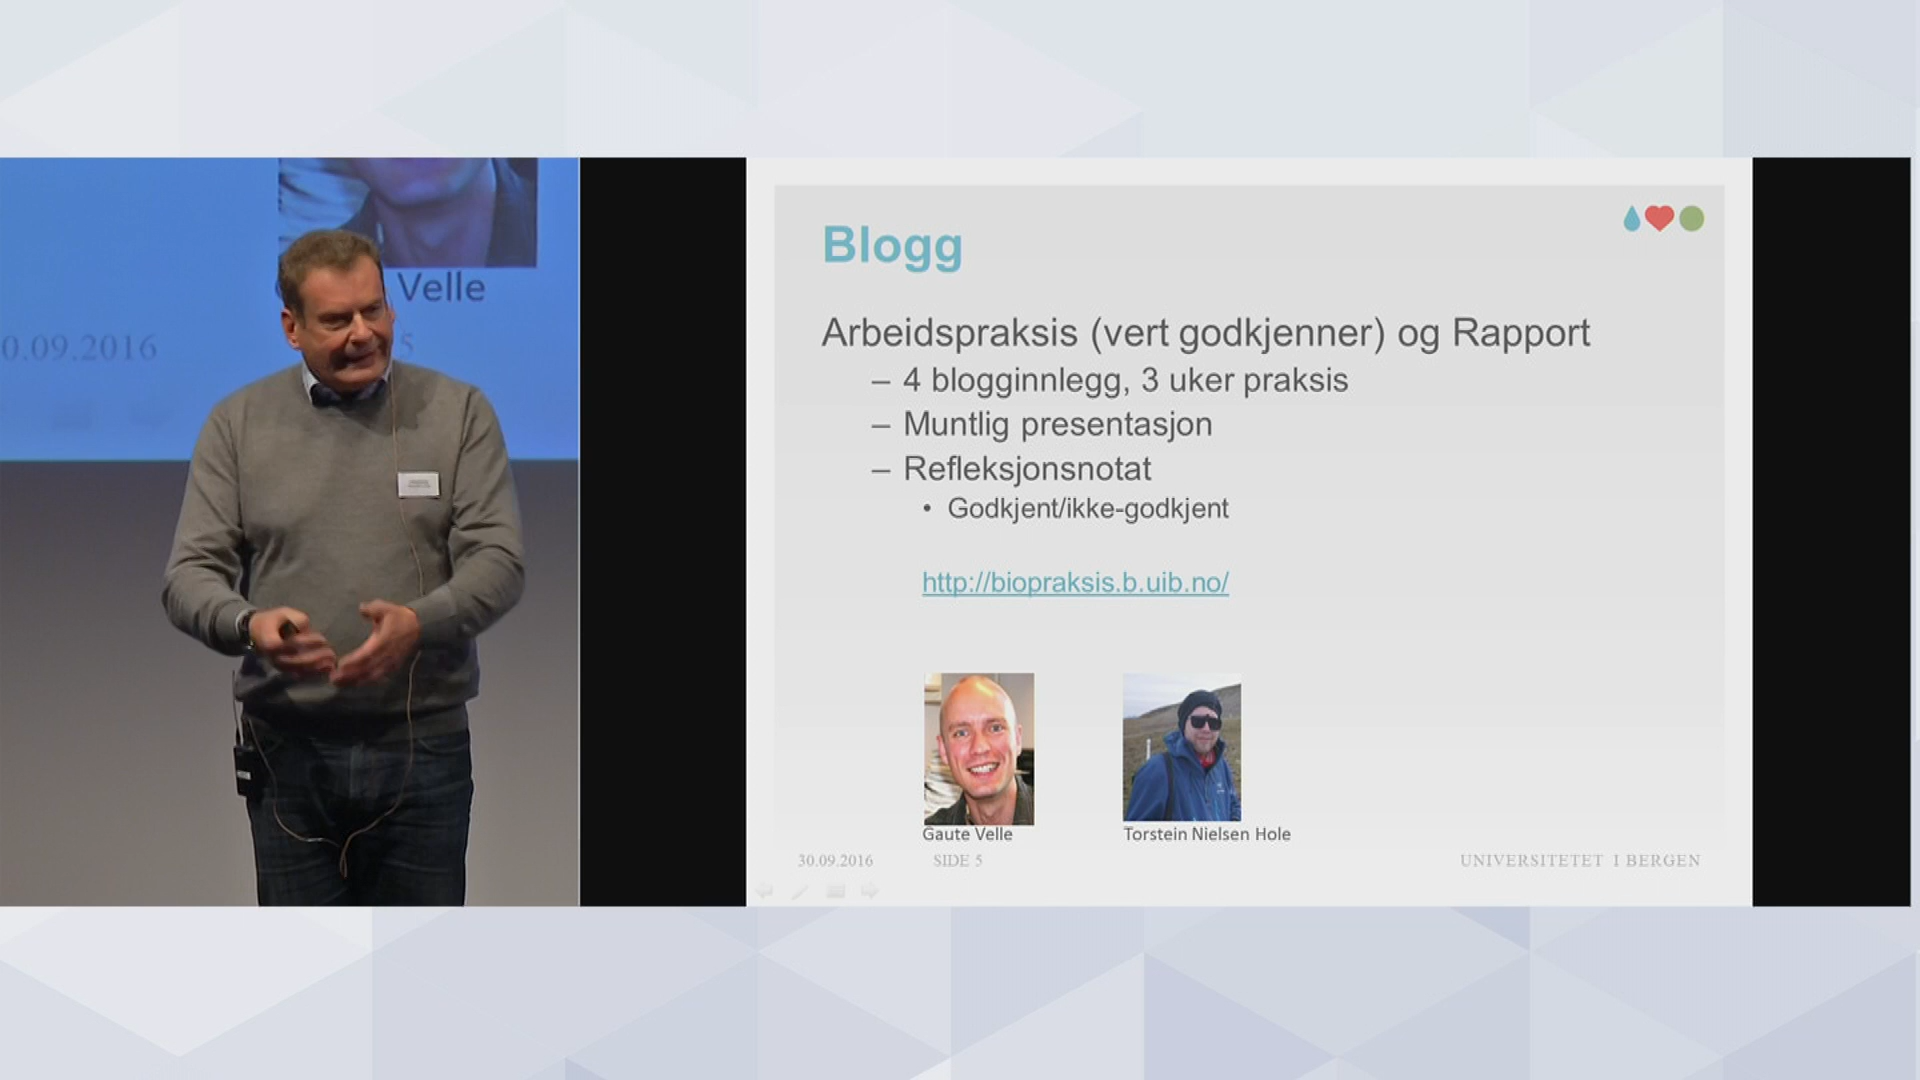 Velle
0.09.2016
5
Blogg
Arbeidspraksis (vert godkjenner) og Rapport
– 4 blogginnlegg, 3 uker praksis
– Muntlig presentasjon
– Refleksjonsnotat
• Godkjent/ikke-godkjent
http://biopraksis.b.uib.no/
Gaute Velle
Torstein Nielsen Hole
30.09.2016
SIDE 5
UNIVERSITETET I BERGEN